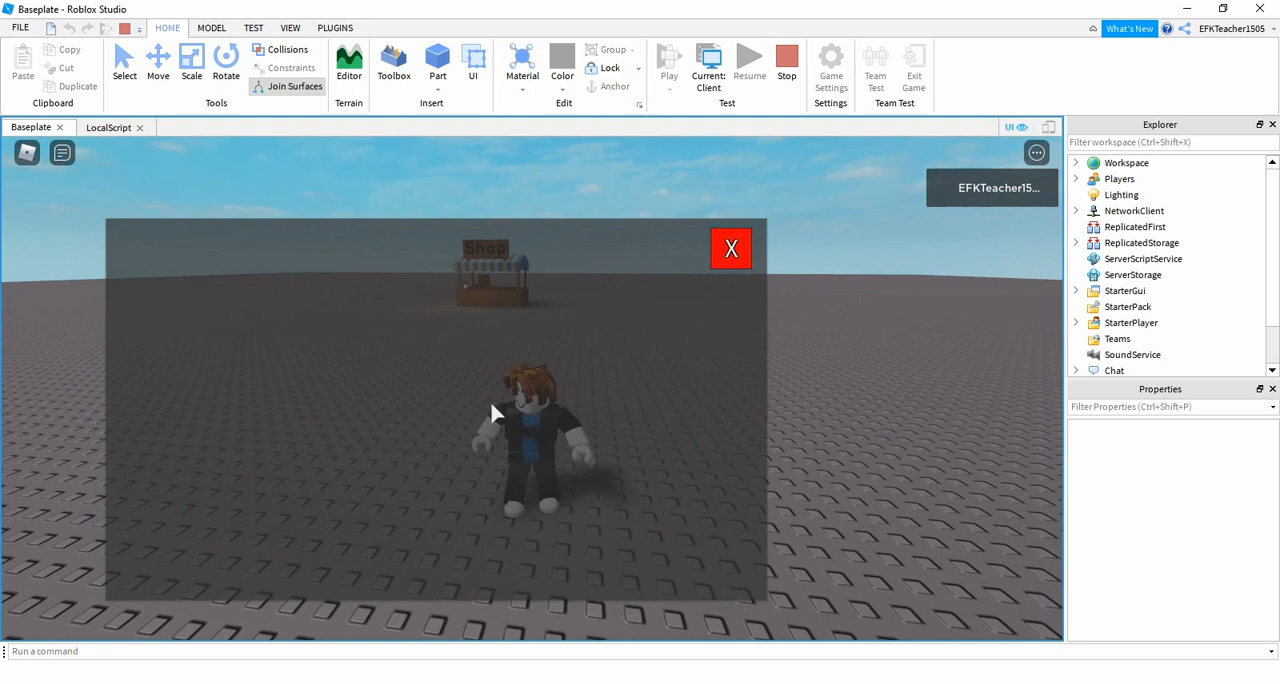 Baseplate - Roblox Studio
FILE HOME MODEL TEST VIEW PLUGINS What's New EFKTeacher1505
Paste Copy Cut Duplicate Clipboard
Select Move Scale Rotate Collisions Constraints Join Surfaces Tools
Editor Terrain
Toolbox Part UI Insert
Material Color Group Lock Anchor Edit
Play Current: Client Resume Stop Test
Game Settings Settings
Team Test Exit Game Team Test
Baseplate LocalScript UI
EFKTeacher15...
Shop
X
Explorer
Filter workspace (Ctrl+Shift+X)
Workspace
Players
Lighting
NetworkClient
ReplicatedFirst
ReplicatedStorage
ServerScriptService
ServerStorage
StarterGui
StarterPack
StarterPlayer
Teams
SoundService
Chat
Properties
Filter Properties (Ctrl+Shift+P)
Run a command